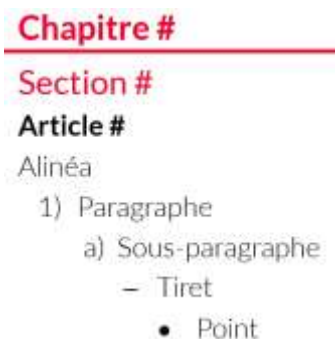 Chapitre #
Section #
Article #
Alinéa
1) Paragraphe
a) Sous-paragraphe
– Tiret
• Point